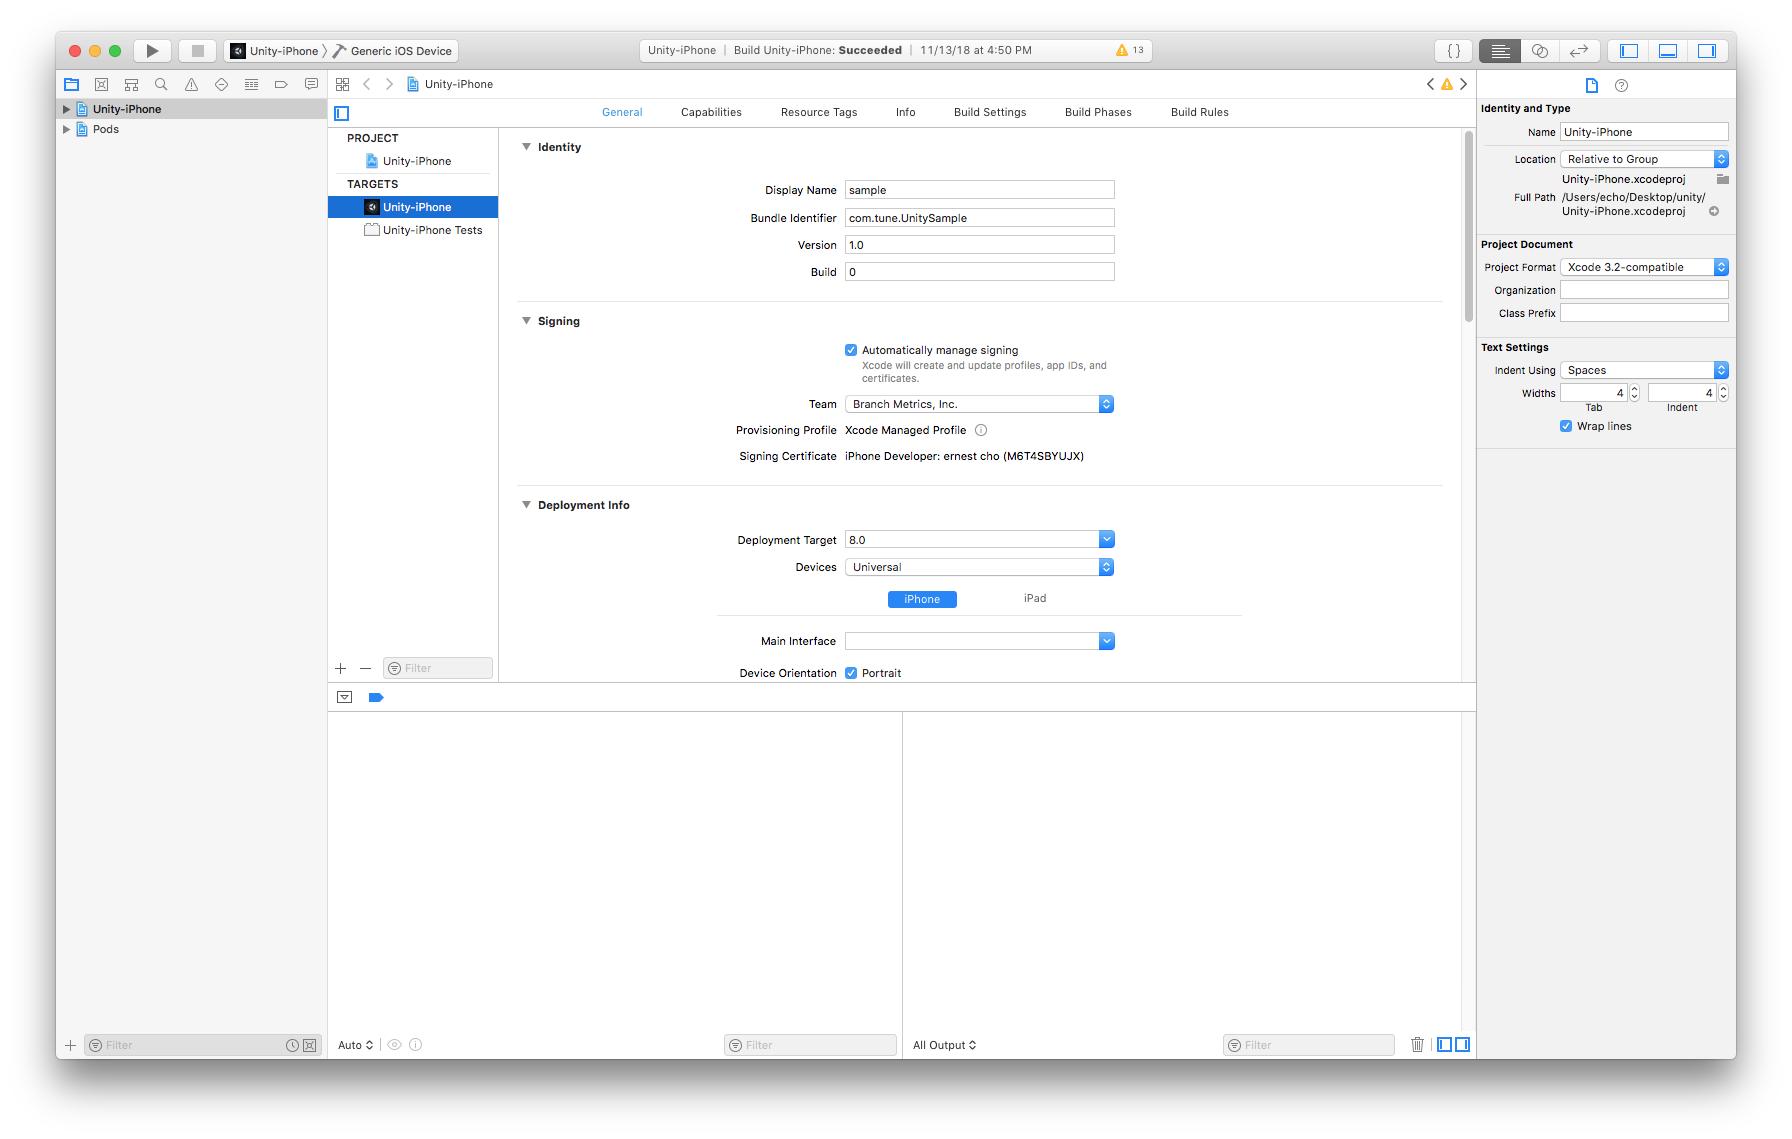 Unity-iPhone
Generic iOS Device
Unity-iPhone | Build Unity-iPhone: Succeeded | 11/13/18 at 4:50 PM
13
{ }
Unity-iPhone
Unity-iPhone
Pods
General
Capabilities
Resource Tags
Info
Build Settings
Build Phases
Build Rules
PROJECT
Unity-iPhone
TARGETS
Unity-iPhone
Unity-iPhone Tests
Filter
Identity
Display Name sample
Bundle Identifier com.tune.UnitySample
Version 1.0
Build 0
Signing
Automatically manage signing
Xcode will create and update profiles, app IDs, and
certificates.
Team Branch Metrics, Inc.
Provisioning Profile Xcode Managed Profile
Signing Certificate iPhone Developer: ernest cho (M6T4SBYUJX)
Deployment Info
Deployment Target 8.0
Devices Universal
iPhone
iPad
Main Interface
Device Orientation Portrait
Identity and Type
Name Unity-iPhone
Location Relative to Group
Unity-iPhone.xcodeproj
Full Path /Users/echo/Desktop/unity/
Unity-iPhone.xcodeproj
Project Document
Project Format Xcode 3.2-compatible
Organization
Class Prefix
Text Settings
Indent Using Spaces
Widths 4 4
Tab Indent
Wrap lines
Filter
Auto
Filter
All Output
Filter